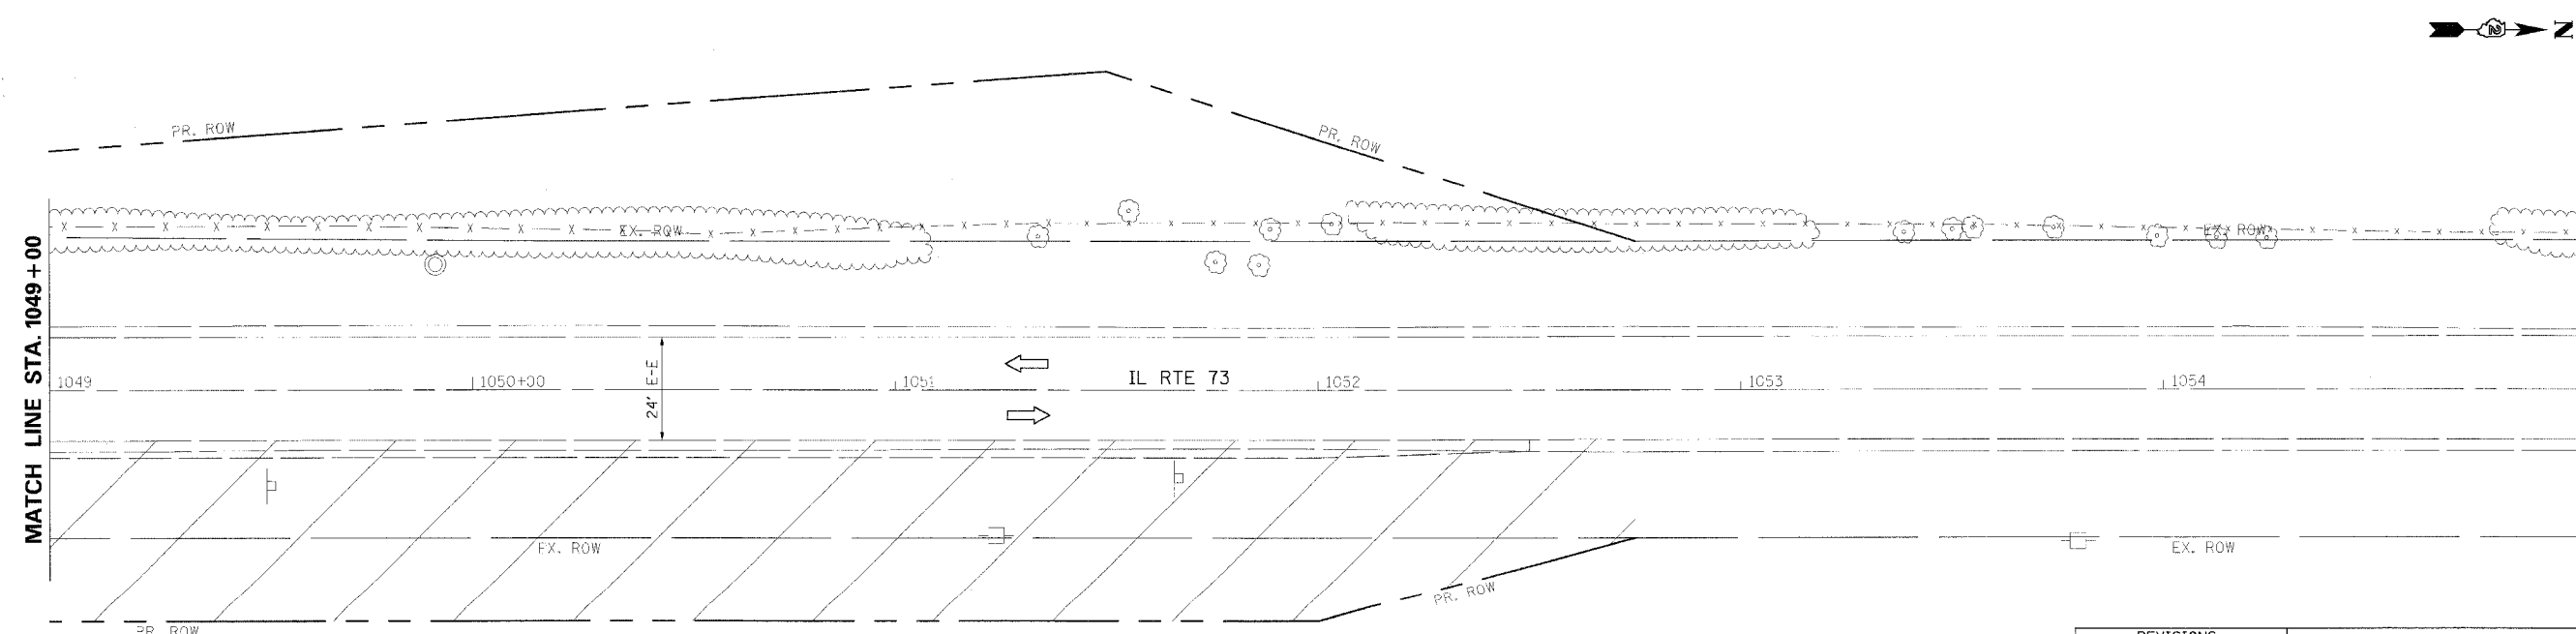 N
PR. ROW
PR. ROW
EX. ROW
EX. ROW
MATCH LINE STA. 1049+00
24' E-E
IL RTE 73
1049
1050+00
1051
1052
1053
1054
EX. ROW
EX. ROW
PR. ROW
PR. ROW
REVISIONS